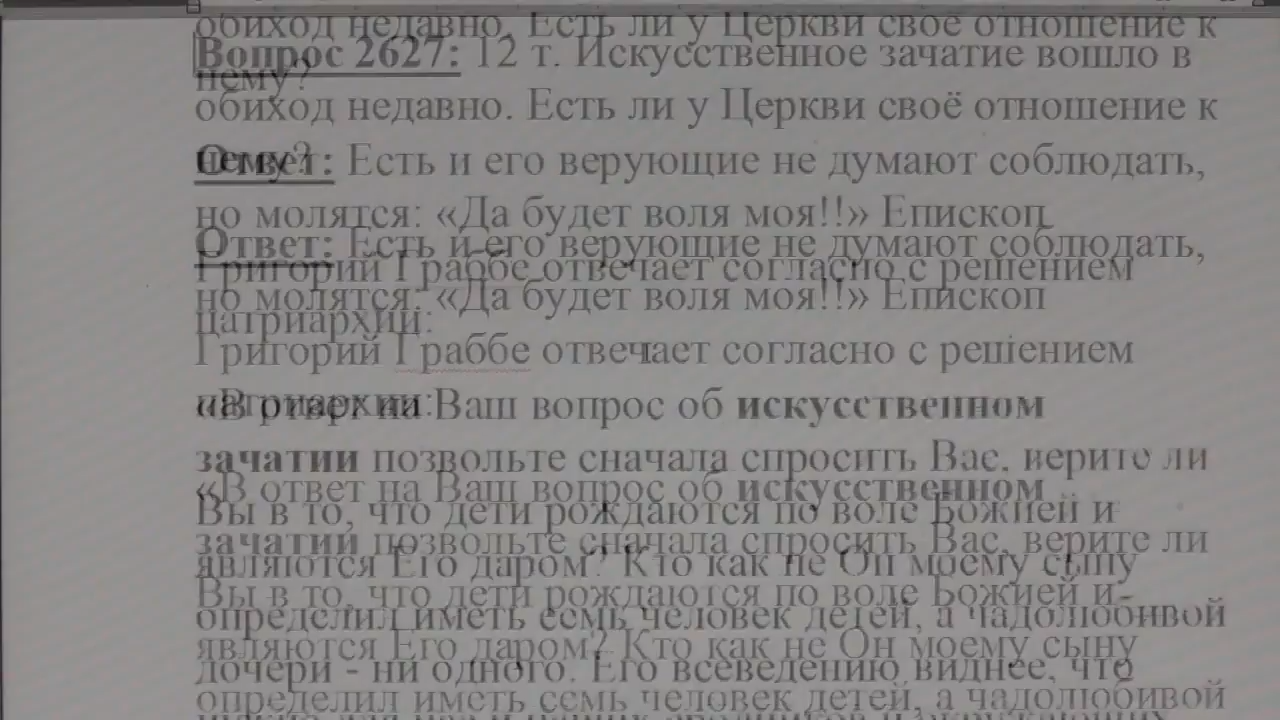 Вопрос 2627: 12 т. Искусственное зачатие вошло в
обиход недавно. Есть ли у Церкви своё отношение к
нему?
Ответ: Есть и его верующие не думают соблюдать,
но молятся: «Да будет воля моя!!» Епископ
Григорий Граббе отвечает согласно с решением
патриархии:
«В ответ на Ваш вопрос об искусственном
зачатии позвольте сначала спросить Вас, верите ли
Вы в то, что дети рождаются по воле Божией и
являются Его даром? Кто как не Он моему сыну
определил иметь семь человек детей, а чадолюбивой
дочери - ни одного. Его всеведению виднее, что